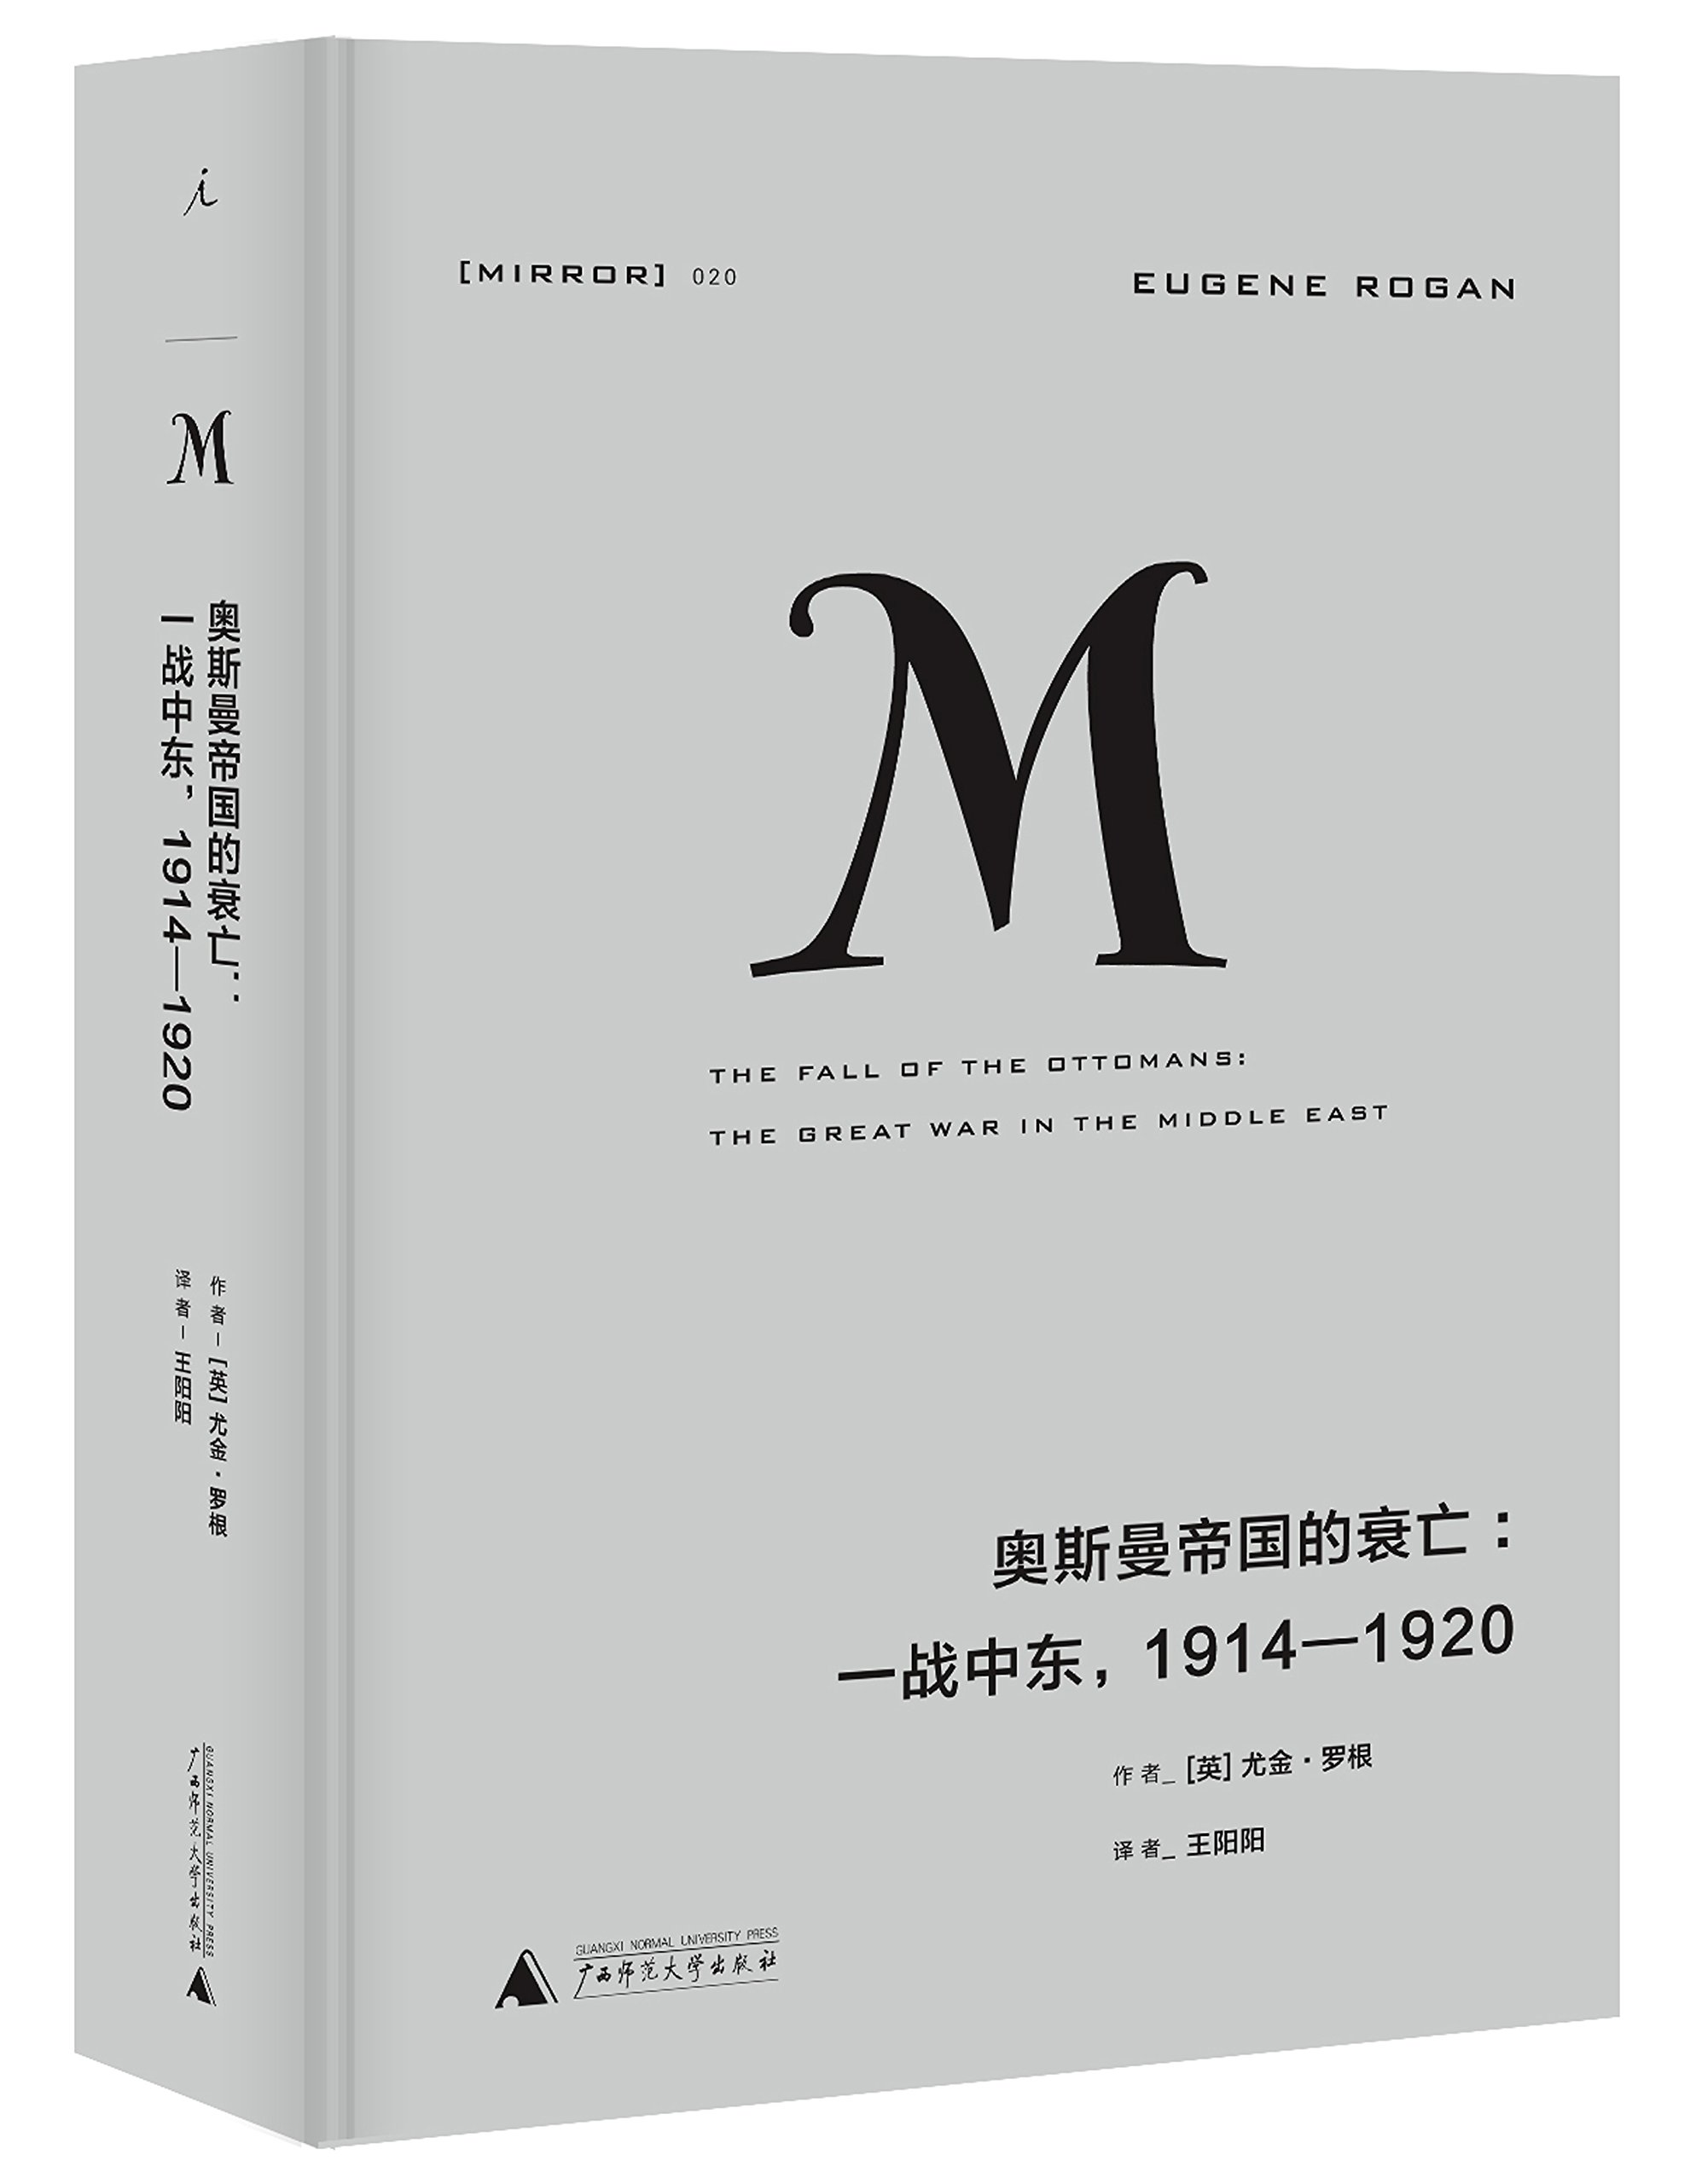 i
M
奥斯曼帝国的衰亡：
一战中东，1914—1920
作者—[英]尤金·罗根
译者—王阳阳
GUANGXI NORMAL UNIVERSITY PRESS
广西师范大学出版社
[MIRROR] 020
EUGENE ROGAN
M
THE FALL OF THE OTTOMANS:
THE GREAT WAR IN THE MIDDLE EAST
奥斯曼帝国的衰亡：
一战中东，1914—1920
作者_ [英] 尤金·罗根
译者_ 王阳阳
GUANGXI NORMAL UNIVERSITY PRESS
广西师范大学出版社